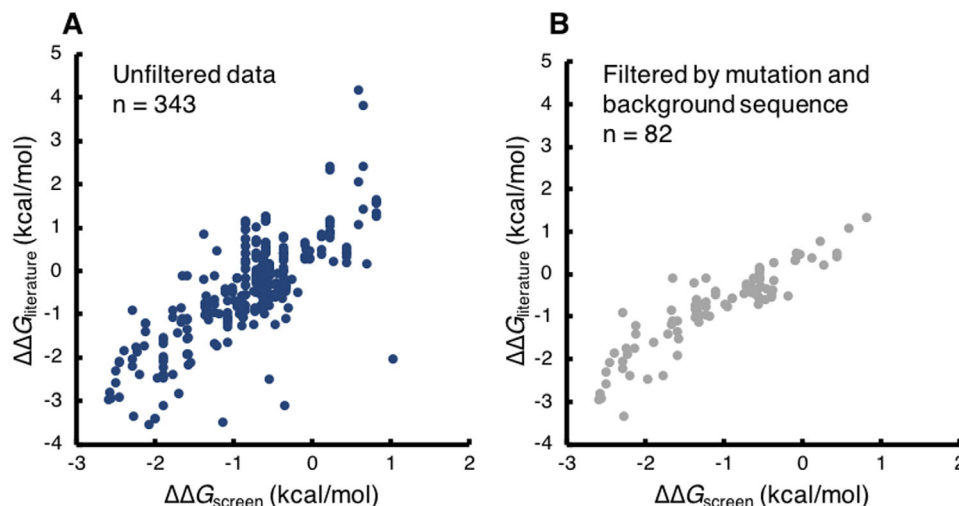 A
Unfiltered data
n = 343
ΔΔGliterature (kcal/mol)
5
4
3
2
1
0
-1
-2
-3
-4
-3
-2
-1
0
1
2
ΔΔGscreen (kcal/mol)
B
Filtered by mutation and
background sequence
n = 82
ΔΔGliterature (kcal/mol)
5
4
3
2
1
0
-1
-2
-3
-4
-3
-2
-1
0
1
2
ΔΔGscreen (kcal/mol)